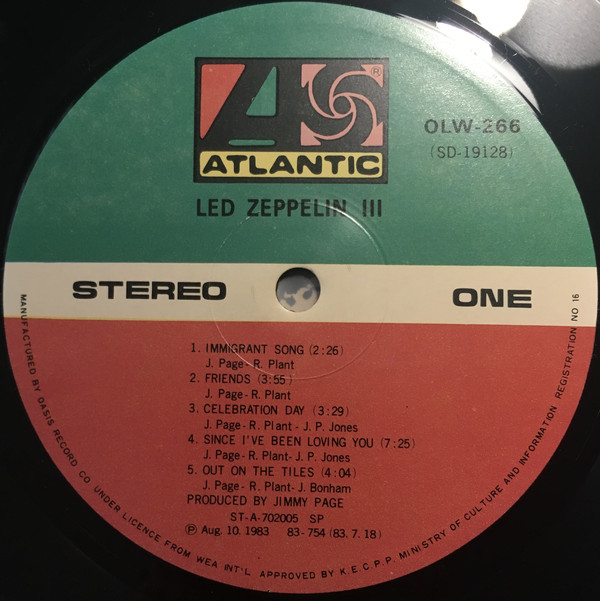 A
®
ATLANTIC
OLW-266
(SD-19128)
LED ZEPPELIN III
STEREO
ONE
1. IMMIGRANT SONG (2:26)
J. Page- R. Plant
2. FRIENDS (3:55)
J. Page- R. Plant
3. CELEBRATION DAY (3:29)
J. Page- R. Plant- J. P. Jones
4. SINCE I'VE BEEN LOVING YOU (7:25)
J. Page- R. Plant- J. P. Jones
5. OUT ON THE TILES (4:04)
J. Page- R. Plant- J. Bonham
PRODUCED BY JIMMY PAGE
ST-A-702005 SP
Ⓟ Aug. 10. 1983 83-754 (83. 7. 18)
MANUFACTURED BY OASIS RECORD CO. UNDER LICENCE FROM WEA INT'L. APPROVED BY K.E.C.P.P. MINISTRY OF CULTURE AND INFORMATION REGISTRATION NO 16